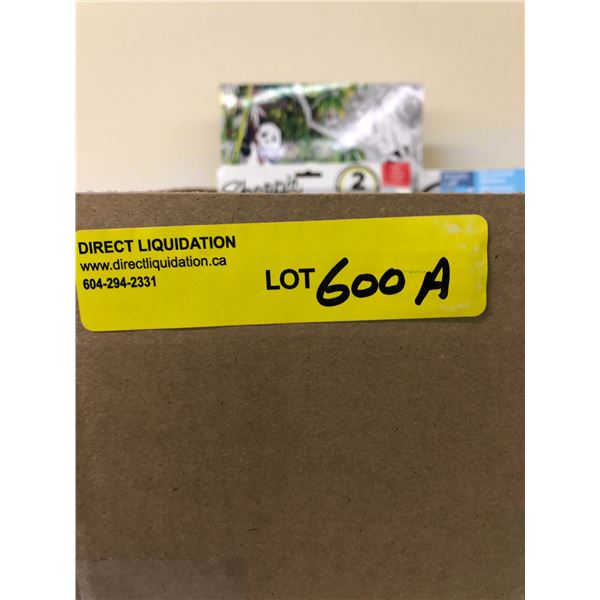 Sharpie
2
DIRECT LIQUIDATION
www.directliquidation.ca
604-294-2331
LOT 600 A